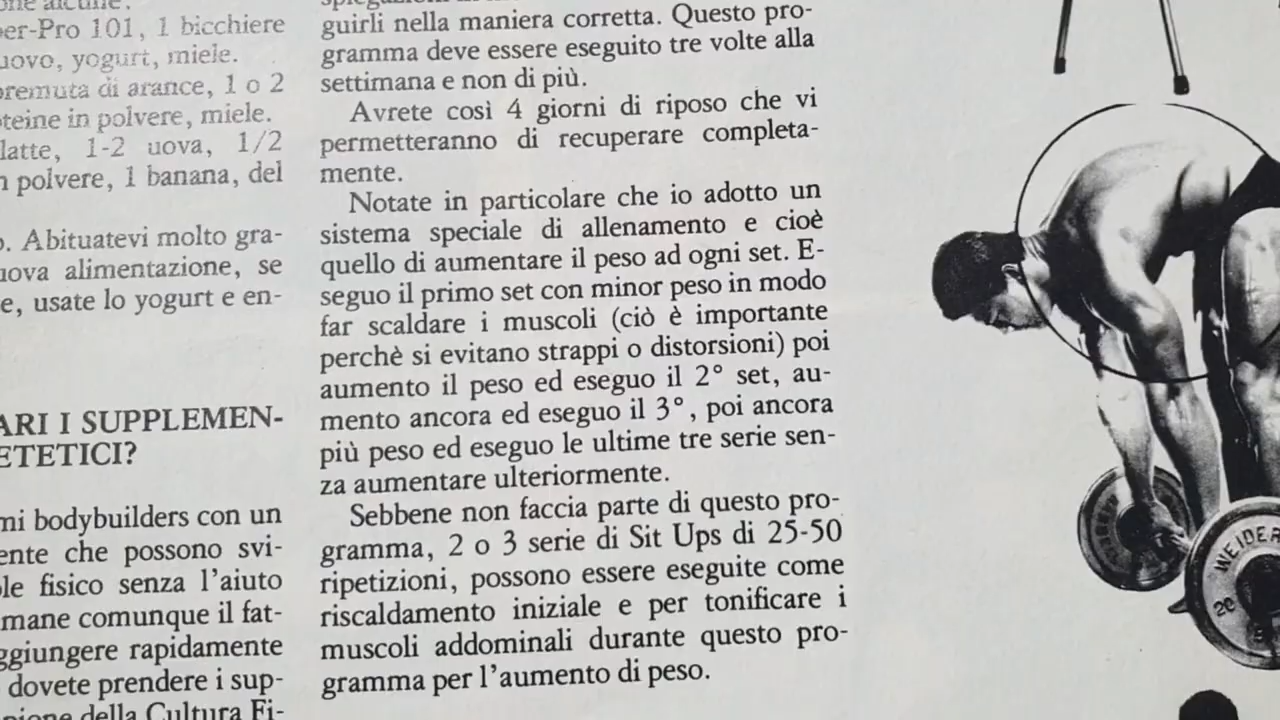 er-Pro 101, 1 bicchiere
uovo, yogurt, miele.
premuta di arance, 1 o 2
oteine in polvere, miele.
latte, 1-2 uova, 1/2
n polvere, 1 banana, del
o. Abituatevi molto gra-
uova alimentazione, se
e, usate lo yogurt e en-
ARI I SUPPLEMEN-
ETETICI?
mi bodybuilders con un
ente che possono svi-
le fisico senza l'aiuto
mane comunque il fat-
ggiungere rapidamente
dovete prendere i sup-
zione della Cultura Fi-
guirli nella maniera corretta. Questo pro-
gramma deve essere eseguito tre volte alla
settimana e non di più.
Avrete così 4 giorni di riposo che vi
permetteranno di recuperare completa-
mente.
Notate in particolare che io adotto un
sistema speciale di allenamento e cioè
quello di aumentare il peso ad ogni set. E-
seguo il primo set con minor peso in modo
far scaldare i muscoli (ciò è importante
perchè si evitano strappi o distorsioni) poi
aumento il peso ed eseguo il 2° set, au-
mento ancora ed eseguo il 3°, poi ancora
più peso ed eseguo le ultime tre serie sen-
za aumentare ulteriormente.
Sebbene non faccia parte di questo pro-
gramma, 2 o 3 serie di Sit Ups di 25-50
ripetizioni, possono essere eseguite come
riscaldamento iniziale e per tonificare i
muscoli addominali durante questo pro-
gramma per l'aumento di peso.
WEIDER
20